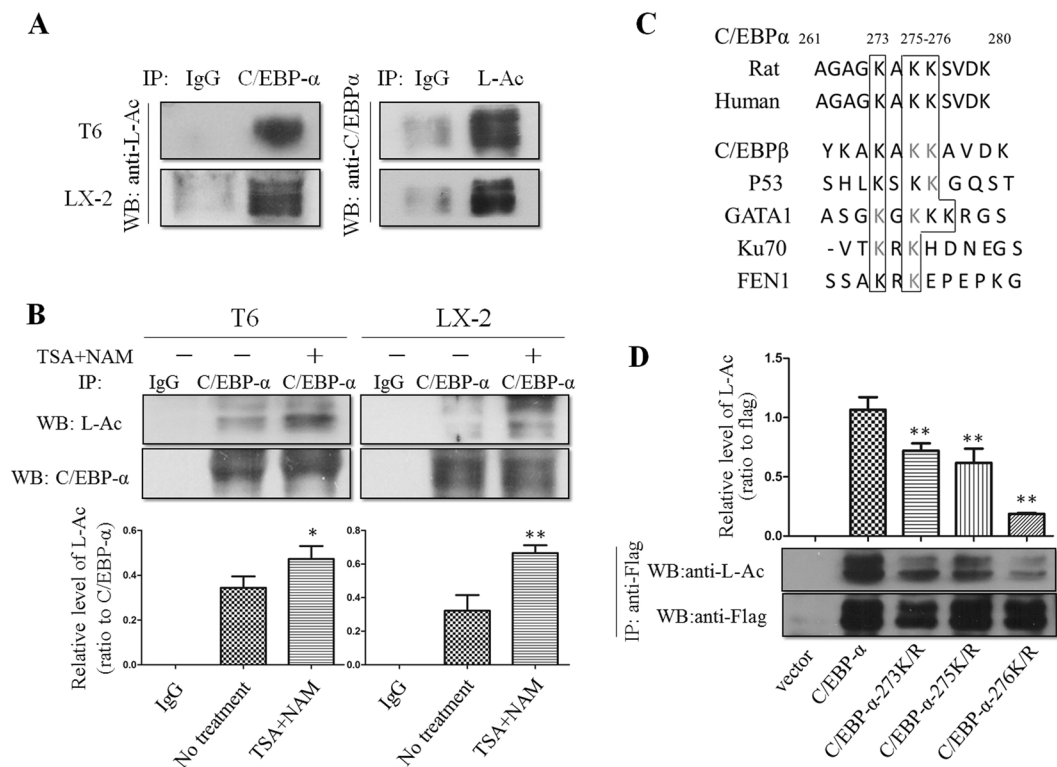 A
IP: IgG C/EBP-α
T6
LX-2
WB: anti-L-Ac
IP: IgG L-Ac
WB: anti-C/EBPα
B
T6 LX-2
TSA+NAM – – + – – +
IP: IgG C/EBP-α C/EBP-α IgG C/EBP-α C/EBP-α
WB: L-Ac
WB: C/EBP-α
Relative level of L-Ac
(ratio to C/EBP-α)
0.6
0.4
0.2
0.0
*
IgG
No treatment
TSA+NAM
0.8
0.6
0.4
0.2
0.0
**
IgG
No treatment
TSA+NAM
C
C/EBPα 261 273 275-276 280
Rat AGAGKAKKSVDK
Human AGAGKAKKSVDK
C/EBPβ YKAKAKKAVDK
P53 SHLKSKKGQST
GATA1 ASGKGKKKRGS
Ku70 -VTKRKHDNEGS
FEN1 SSAKRKEPEPKG
D
Relative level of L-Ac
(ratio to flag)
1.5
1.0
0.5
0.0
** ** **
IP: anti-Flag
WB:anti-L-Ac
WB:anti-Flag
vector
C/EBP-α
C/EBP-α-273K/R
C/EBP-α-275K/R
C/EBP-α-276K/R